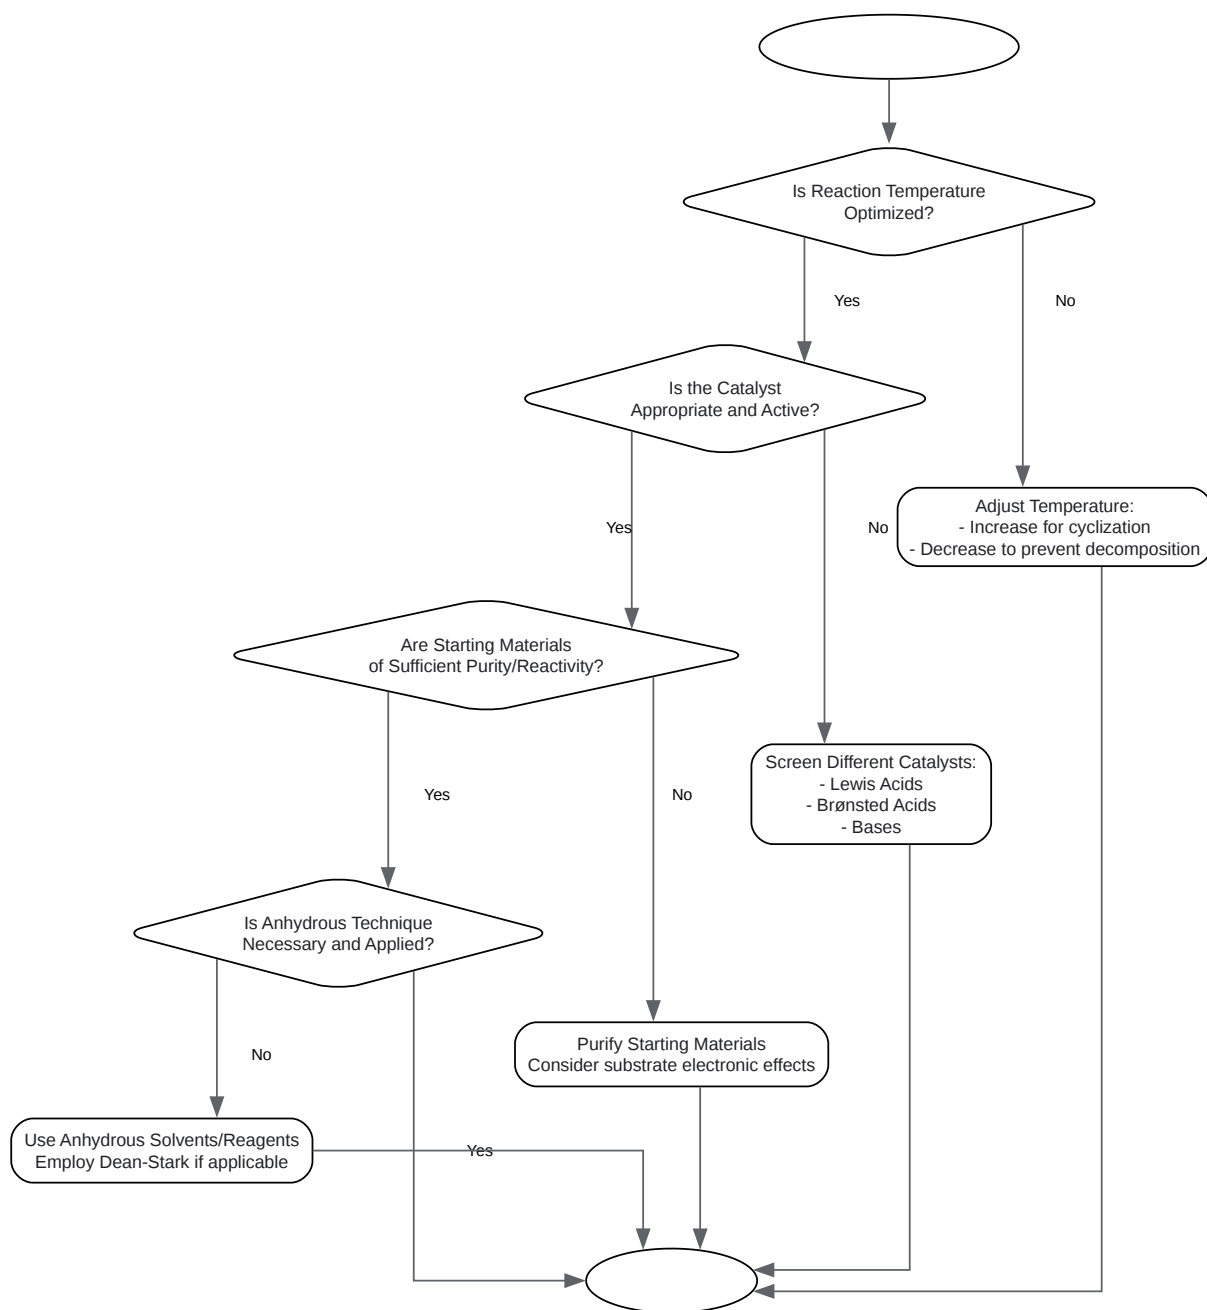 Is Reaction Temperature
Optimized?
Yes
No
Is the Catalyst
Appropriate and Active?
Yes
No
Adjust Temperature:
- Increase for cyclization
- Decrease to prevent decomposition
Are Starting Materials
of Sufficient Purity/Reactivity?
Yes
No
Screen Different Catalysts:
- Lewis Acids
- Brønsted Acids
- Bases
Is Anhydrous Technique
Necessary and Applied?
No
Purify Starting Materials
Consider substrate electronic effects
Use Anhydrous Solvents/Reagents
Employ Dean-Stark if applicable
Yes